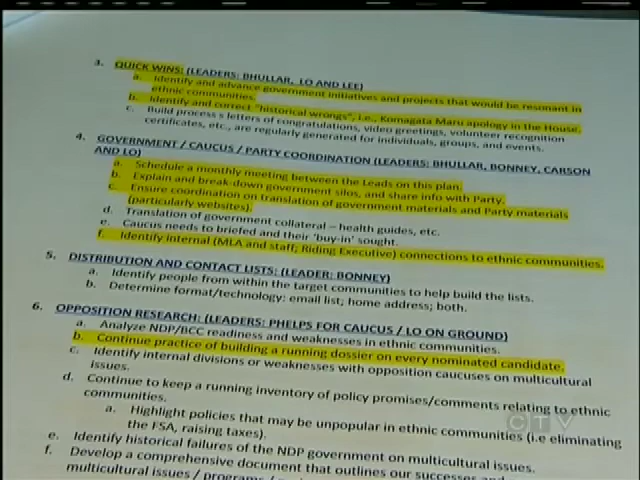 3. QUICK WINS: (LEADERS: BHULLAR, LO AND LEE)
a. Identify and advance government initiatives and projects that would be resonant in
ethnic communities.
b. Identify and correct "historical wrongs", i.e., Komagata Maru apology in the House,
c. Build process s letters of congratulations, video greetings, volunteer recognition
certificates, etc., are regularly generated for individuals, groups, and events.
4. GOVERNMENT / CAUCUS / PARTY COORDINATION (LEADERS: BHULLAR, BONNEY, CARSON
AND LO)
a. Schedule a monthly meeting between the Leads on this plan.
b. Explain and break-down government silos, and share info with Party.
c. Ensure coordination on translation of government materials and Party materials
(particularly websites).
d. Translation of government collateral – health guides, etc.
e. Caucus needs to briefed and their 'buy-in' sought.
f. Identify internal (MLA and staff; Riding Executive) connections to ethnic communities.
5. DISTRIBUTION AND CONTACT LISTS: (LEADER: BONNEY)
a. Identify people from within the target communities to help build the lists.
b. Determine format/technology: email list; home address; both.
6. OPPOSITION RESEARCH: (LEADERS: PHELPS FOR CAUCUS / LO ON GROUND)
a. Analyze NDP/BCC readiness and weaknesses in ethnic communities.
b. Continue practice of building a running dossier on every nominated candidate.
c. Identify internal divisions or weaknesses with opposition caucuses on multicultural
issues.
d. Continue to keep a running inventory of policy promises/comments relating to ethnic
communities.
a. Highlight policies that may be unpopular in ethnic communities (i.e eliminating
the FSA, raising taxes).
e. Identify historical failures of the NDP government on multicultural issues.
f. Develop a comprehensive document that outlines our successes and
multicultural issues / programs /
CTV